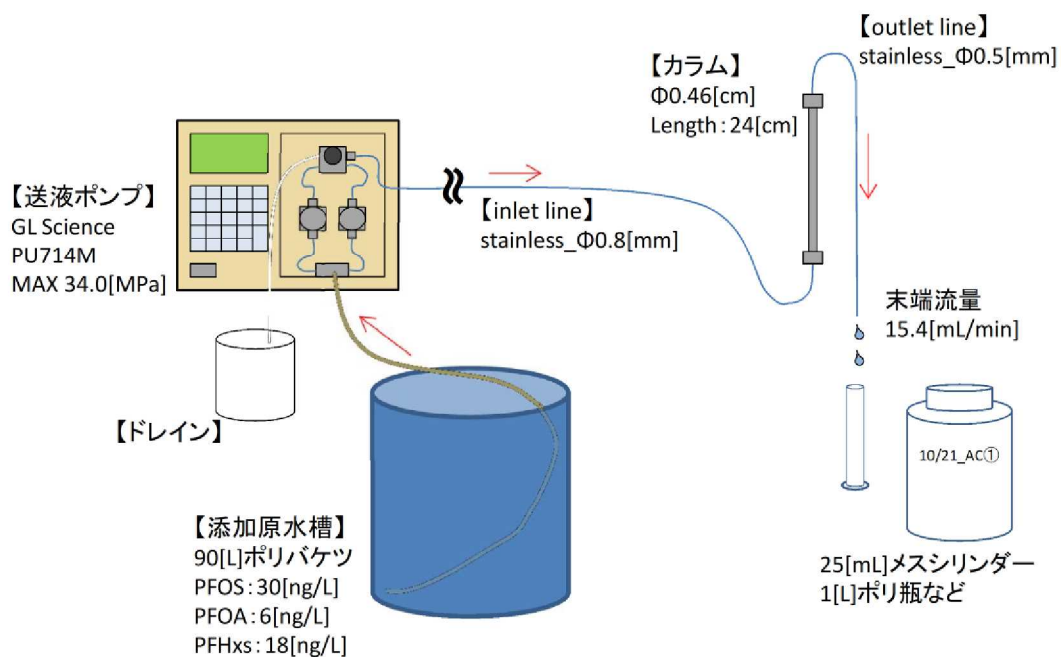 【outlet line】
stainless_Φ0.5[mm]
【カラム】
Φ0.46[cm]
Length：24[cm]
【送液ポンプ】
GL Science
PU714M
MAX 34.0[MPa]
【inlet line】
stainless_Φ0.8[mm]
末端流量
15.4[mL/min]
【ドレイン】
10/21_AC①
【添加原水槽】
90[L]ポリバケツ
PFOS：30[ng/L]
PFOA：6[ng/L]
PFHxs：18[ng/L]
25[mL]メスシリンダー
1[L]ポリ瓶など